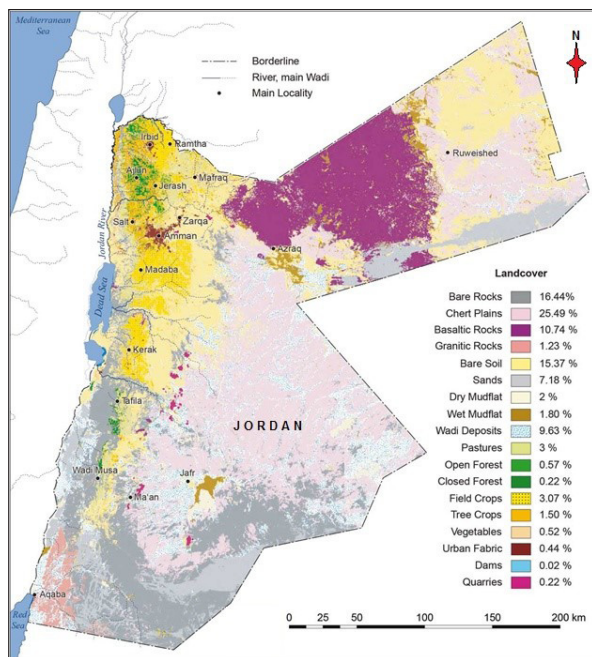 Mediterranean
Sea
N
Borderline
River, main Wadi
Main Locality
Irbid
Ramtha
Ajlun
Mafraq
Jerash
Ruweished
Salt
Zarqa
Amman
Jordan River
Azraq
Madaba
Dead Sea
Kerak
Tafila
JORDAN
Wadi Musa
Jafr
Ma'an
Aqaba
Red
Sea
Landcover
Bare Rocks 16.44%
Chert Plains 25.49 %
Basaltic Rocks 10.74 %
Granitic Rocks 1.23 %
Bare Soil 15.37 %
Sands 7.18 %
Dry Mudflat 2 %
Wet Mudflat 1.80 %
Wadi Deposits 9.63 %
Pastures 3 %
Open Forest 0.57 %
Closed Forest 0.22 %
Field Crops 3.07 %
Tree Crops 1.50 %
Vegetables 0.52 %
Urban Fabric 0.44 %
Dams 0.02 %
Quarries 0.22 %
0 50 100 150 200 km